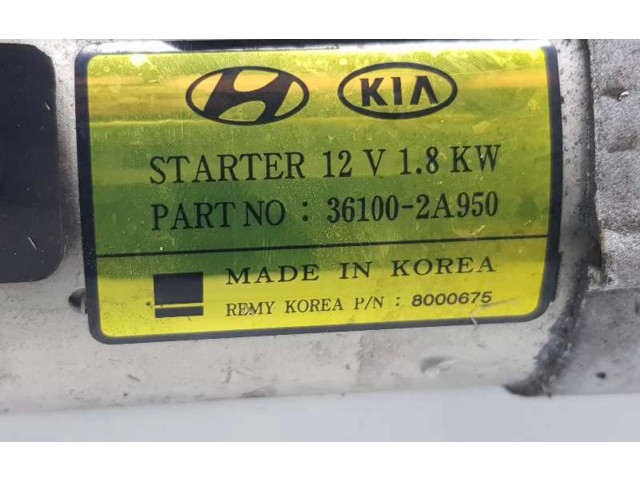 KIA
STARTER 12 V 1.8 KW
PART NO : 36100-2A950
MADE IN KOREA
REMY KOREA P/N : 8000675